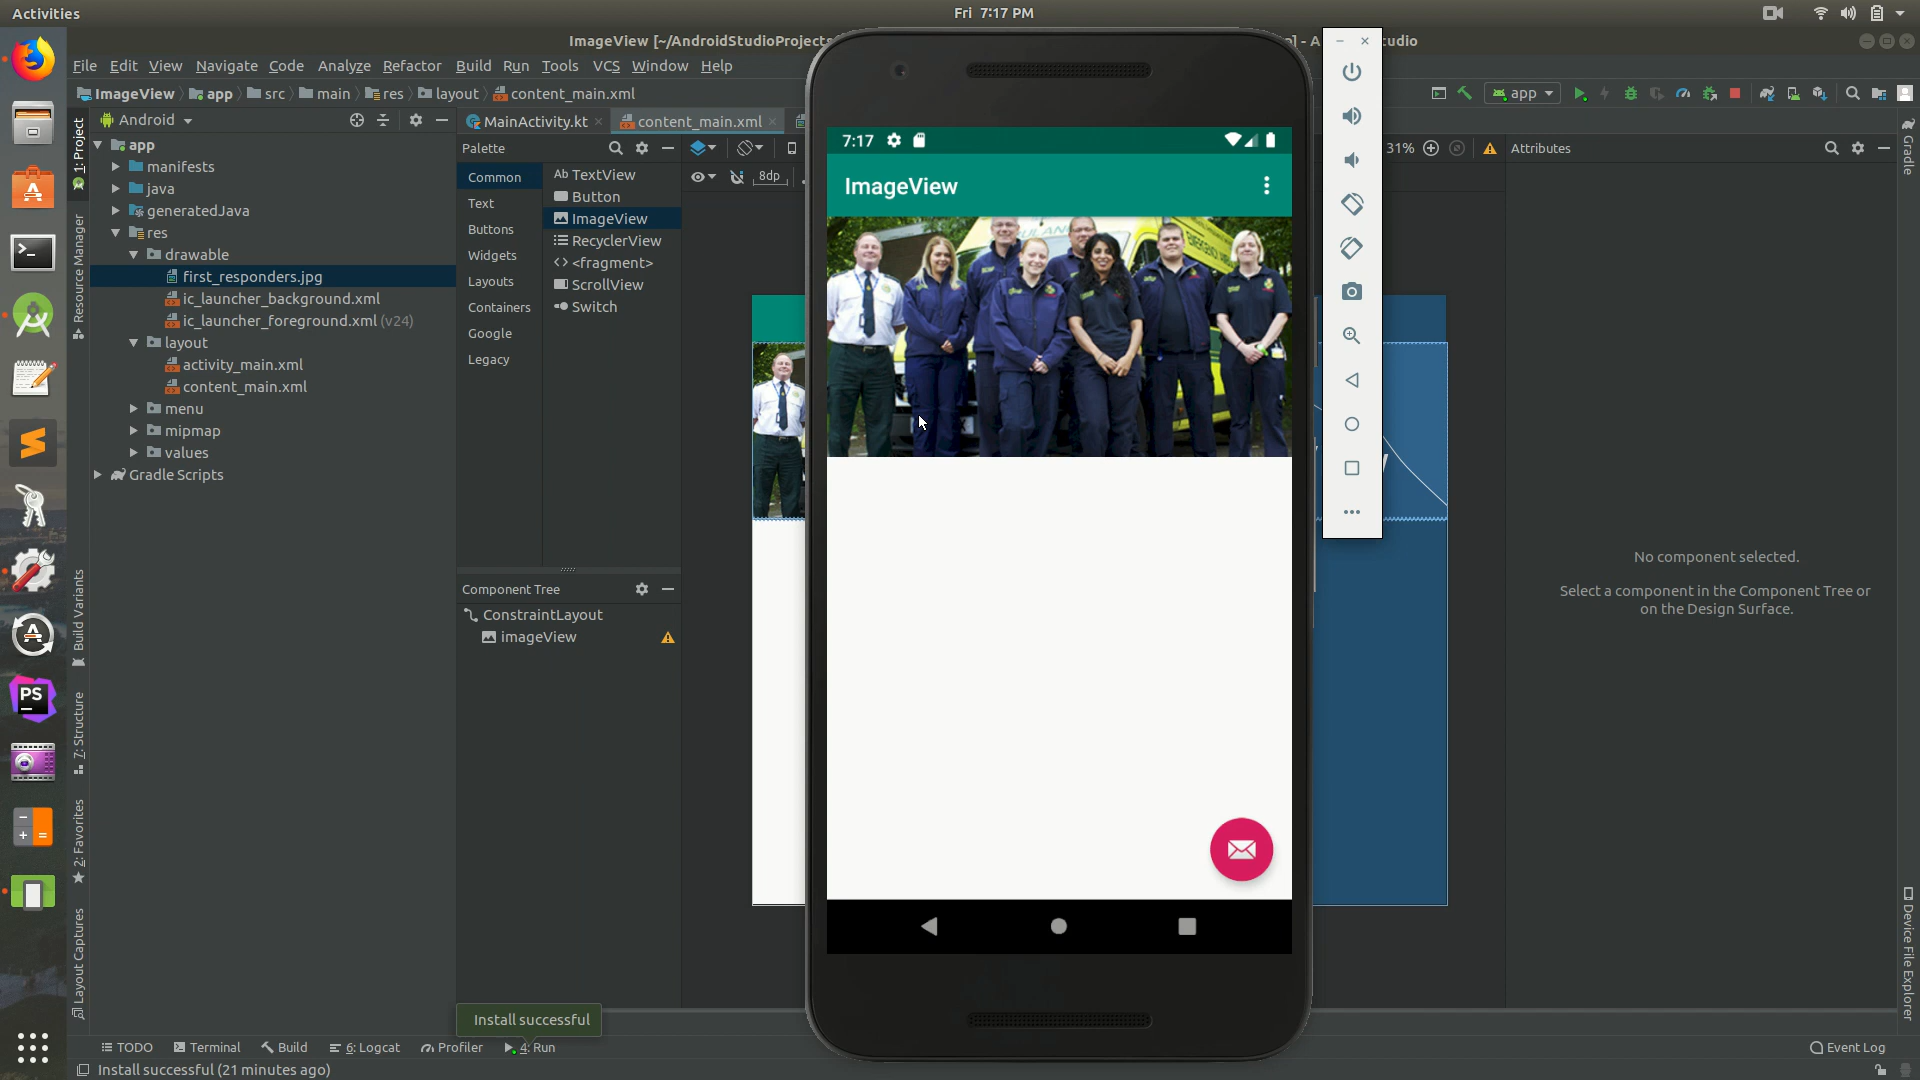 Activities
Fri 7:17 PM
ImageView [~/AndroidStudioProjects
] - A
udio
File Edit View Navigate Code Analyze Refactor Build Run Tools VCS Window Help
ImageView app src main res layout content_main.xml
app
Android
MainActivity.kt
content_main.xml
1: Project
Resource Manager
Build Variants
7: Structure
2: Favorites
Layout Captures
app
manifests
java
generatedJava
res
drawable
first_responders.jpg
ic_launcher_background.xml
ic_launcher_foreground.xml (v24)
layout
activity_main.xml
content_main.xml
menu
mipmap
values
Gradle Scripts
Palette
Common
Text
Buttons
Widgets
Layouts
Containers
Google
Legacy
Ab TextView
Button
ImageView
RecyclerView
<> <fragment>
ScrollView
Switch
8dp
31%
Component Tree
ConstraintLayout
imageView
7:17
ImageView
Attributes
No component selected.
Select a component in the Component Tree or
on the Design Surface.
Gradle
Device File Explorer
PS
Install successful
TODO Terminal Build 6: Logcat Profiler 4: Run
Event Log
Install successful (21 minutes ago)